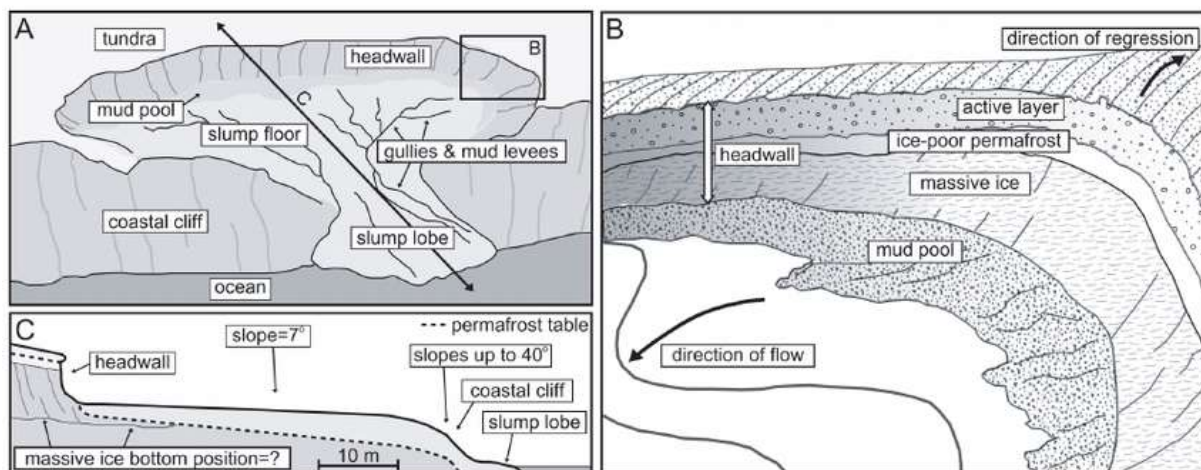 A
tundra
headwall
B
mud pool
C
slump floor
gullies & mud levees
coastal cliff
slump lobe
ocean
B
direction of regression
active layer
ice-poor permafrost
headwall
massive ice
mud pool
direction of flow
C
permafrost table
slope=7°
headwall
slopes up to 40°
coastal cliff
slump lobe
massive ice bottom position=?
10 m